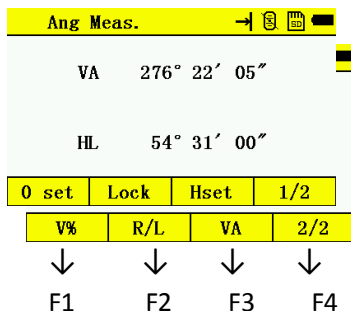 Ang Meas. SD
VA 276° 22′ 05″
HL 54° 31′ 00″
0 set Lock Hset 1/2
V% R/L VA 2/2
↓ ↓ ↓ ↓
F1 F2 F3 F4